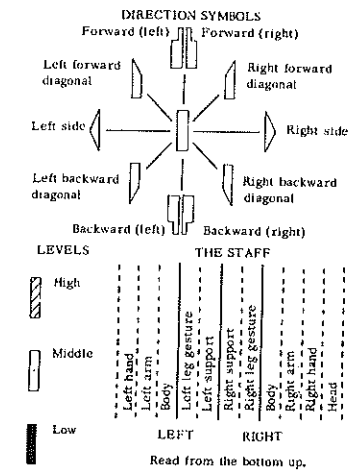 DIRECTION SYMBOLS
Forward (left) Forward (right)
Left forward diagonal
Right forward diagonal
Left side
Right side
Left backward diagonal
Right backward diagonal
Backward (left) Backward (right)
LEVELS
THE STAFF
High
Middle
Low
Left hand
Left arm
Body
Left leg gesture
Left support
Right support
Right leg gesture
Body
Right arm
Right hand
Head
LEFT RIGHT
Read from the bottom up.